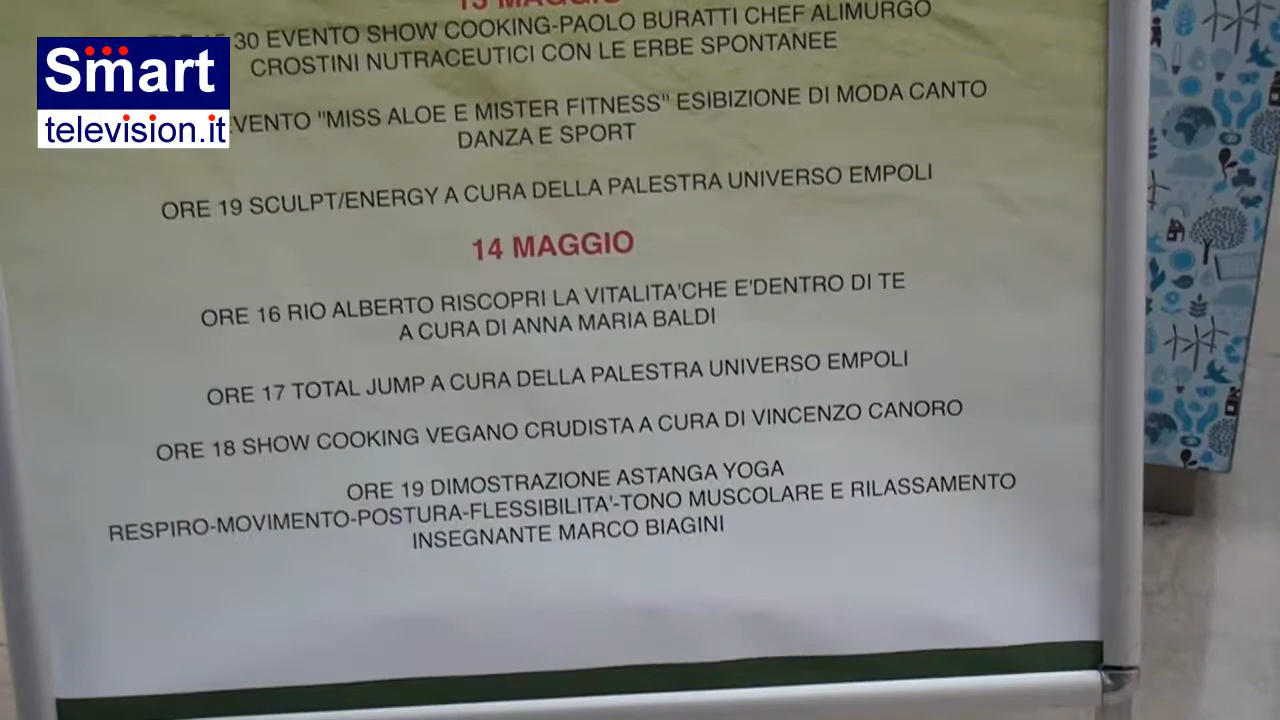 13 MAGGIO
30 EVENTO SHOW COOKING-PAOLO BURATTI CHEF ALIMURGO
CROSTINI NUTRACEUTICI CON LE ERBE SPONTANEE
Smart
television.it
EVENTO "MISS ALOE E MISTER FITNESS" ESIBIZIONE DI MODA CANTO
DANZA E SPORT
ORE 19 SCULPT/ENERGY A CURA DELLA PALESTRA UNIVERSO EMPOLI
14 MAGGIO
ORE 16 RIO ALBERTO RISCOPRI LA VITALITA'CHE E'DENTRO DI TE
A CURA DI ANNA MARIA BALDI
ORE 17 TOTAL JUMP A CURA DELLA PALESTRA UNIVERSO EMPOLI
ORE 18 SHOW COOKING VEGANO CRUDISTA A CURA DI VINCENZO CANORO
ORE 19 DIMOSTRAZIONE ASTANGA YOGA
RESPIRO-MOVIMENTO-POSTURA-FLESSIBILITA'-TONO MUSCOLARE E RILASSAMENTO
INSEGNANTE MARCO BIAGINI